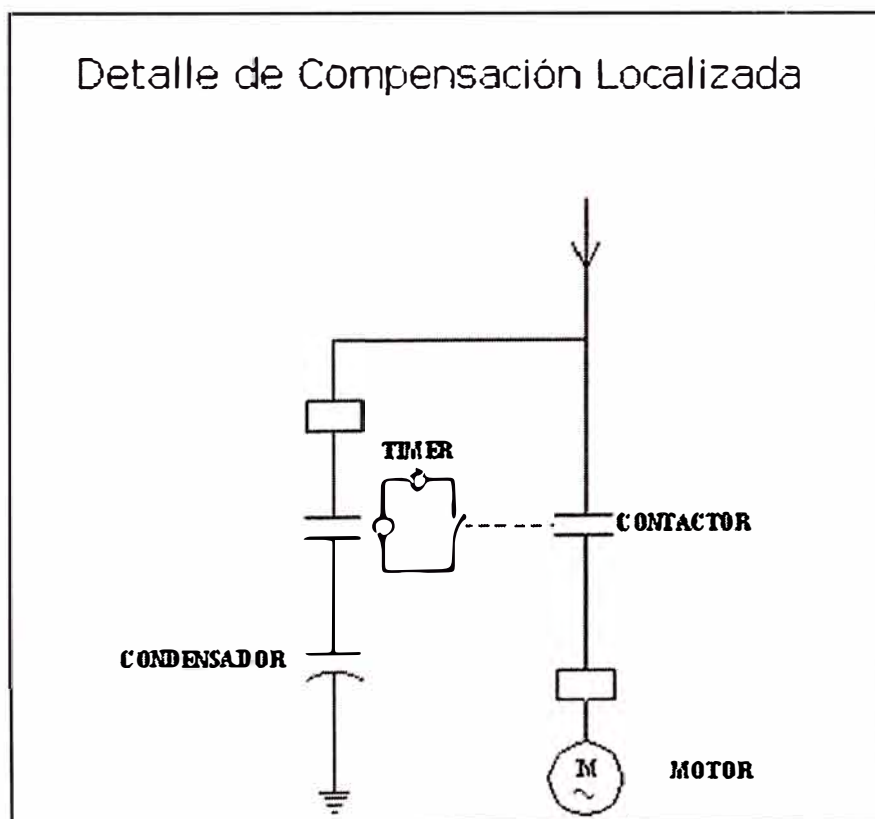 Detalle de Compensación Localizada
TIMER
CONTACTOR
CONDENSADOR
M
MOTOR